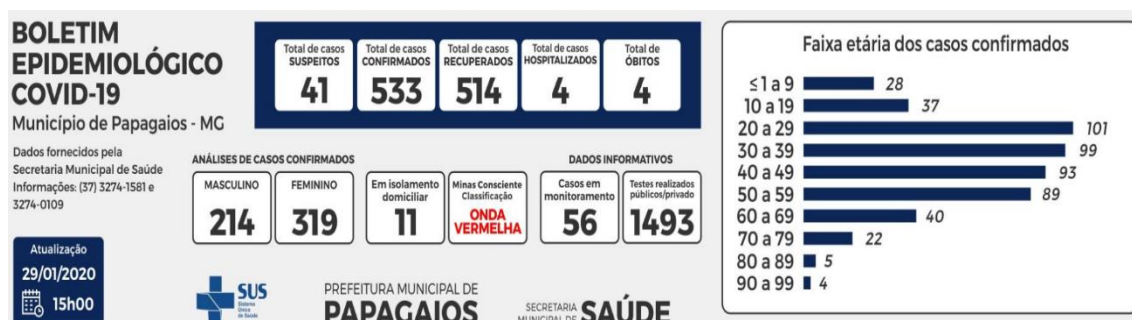 BOLETIM
EPIDEMIOLÓGICO
COVID-19
Município de Papagaios - MG
Dados fornecidos pela
Secretaria Municipal de Saúde
Informações: (37) 3274-1581 e
3274-0109
Atualização
29/01/2020
15h00
Total de casos
SUSPEITOS
41
Total de casos
CONFIRMADOS
533
Total de casos
RECUPERADOS
514
Total de casos
HOSPITALIZADOS
4
Total de
ÓBITOS
4
ANÁLISES DE CASOS CONFIRMADOS
MASCULINO
214
FEMININO
319
Em isolamento
domiciliar
11
Minas Consciente
Classificação
ONDA
VERMELHA
DADOS INFORMATIVOS
Casos em
monitoramento
56
Testes realizados
públicos/privado
1493
SUS
Sistema
Único
de Saúde
PREFEITURA MUNICIPAL DE
PAPAGAIOS
SECRETARIA
MUNICIPAL DE SAÚDE
Faixa etária dos casos confirmados
≤1 a 9 28
10 a 19 37
20 a 29 101
30 a 39 99
40 a 49 93
50 a 59 89
60 a 69 40
70 a 79 22
80 a 89 5
90 a 99 4